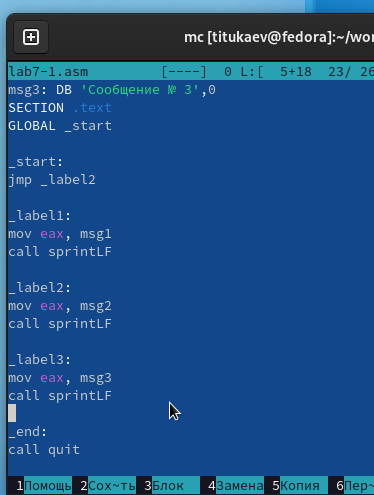 mc [titukaev@fedora]:~/wor
lab7-1.asm [----] 0 L:[ 5+18 23/ 26
msg3: DB 'Сообщение № 3',0
SECTION .text
GLOBAL _start
_start:
jmp _label2
_label1:
mov eax, msg1
call sprintLF
_label2:
mov eax, msg2
call sprintLF
_label3:
mov eax, msg3
call sprintLF
_end:
call quit
1Помощь 2Сох~ть 3Блок 4Замена 5Копия 6Пер~